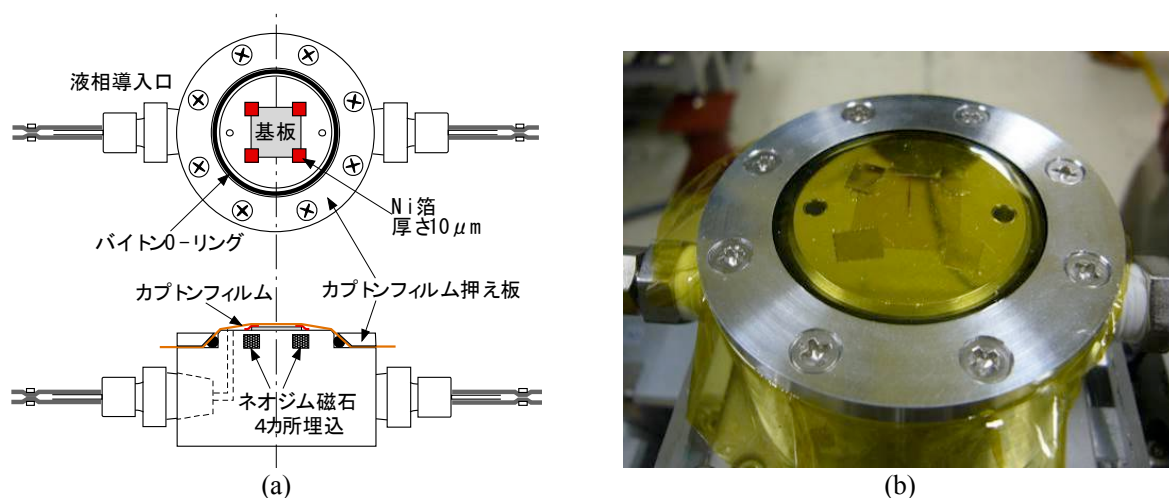 液相導入口
基板
Ni箔
厚さ10μm
バイトンO-リング
カプトンフィルム
カプトンフィルム押え板
ネオジム磁石
4カ所埋込
(a)
(b)